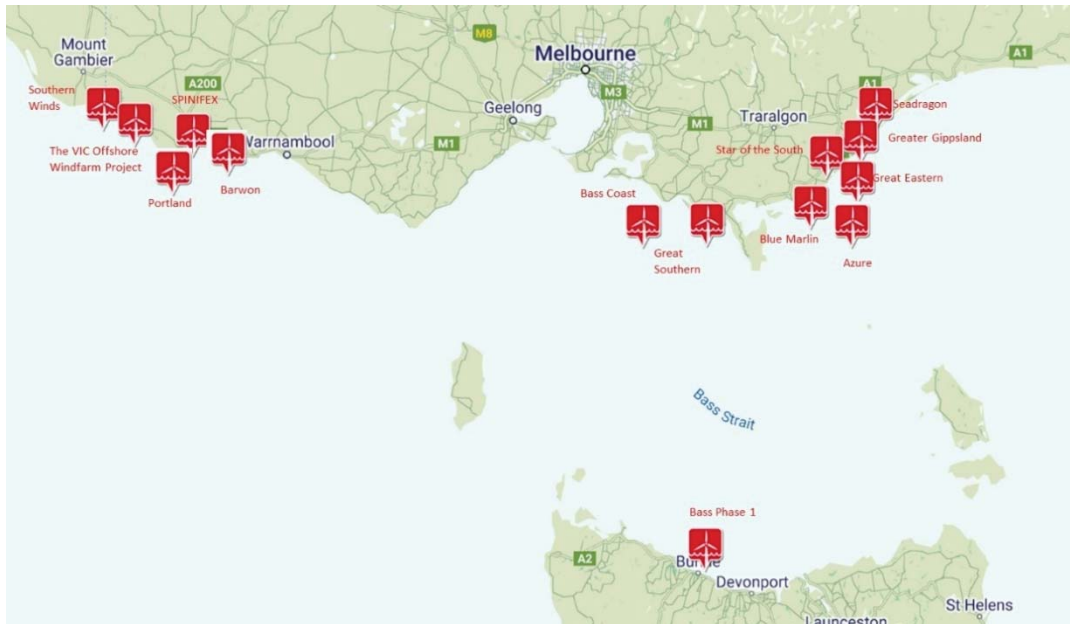 Mount
Gambier
M8
Melbourne
A1
Southern
Winds
A200
SPINIFEX
M3
A1
Seadragon
Geelong
Traralgon
M1
Greater Gippsland
The VIC Offshore
Windfarm Project
Warrnambool
M1
Star of the South
Portland
Barwon
Bass Coast
Great Eastern
Great
Southern
Blue Marlin
Azure
Bass Strait
Bass Phase 1
A2
Devonport
St Helens
Launceston